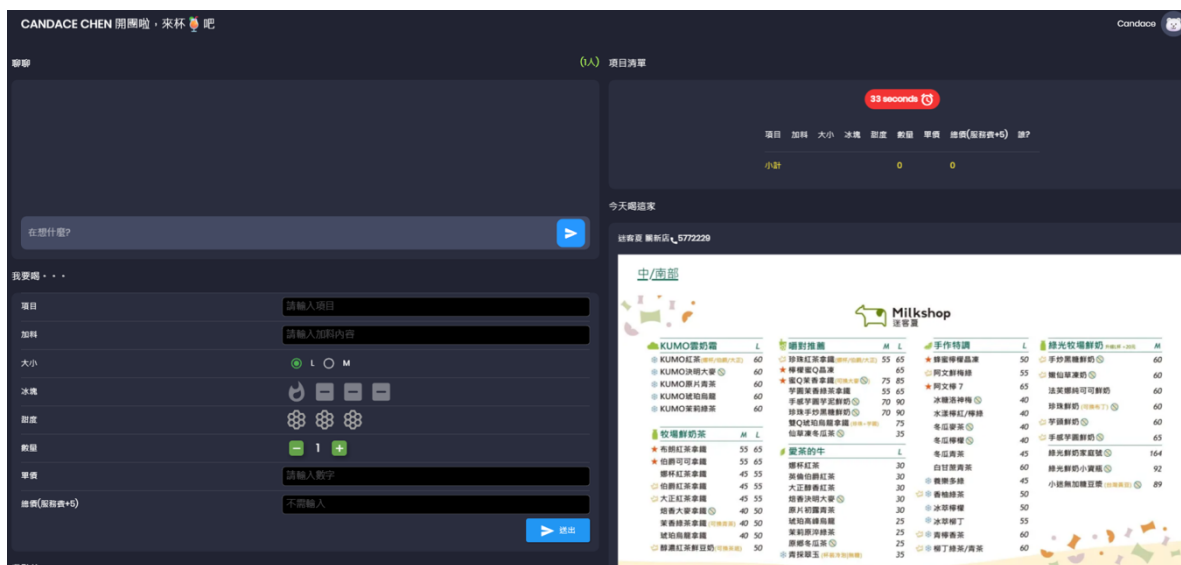 CANDACE CHEN 開團啦，來杯🍹吧
Candace
聊聊
(1人)
在想什麼?
我要喝・・・
項目
請輸入項目
加料
請輸入加料內容
大小
L
M
冰塊
甜度
數量
1
單價
請輸入數字
總價(服務費+5)
不需輸入
送出
項目清單
33 seconds
項目 加料 大小 冰塊 甜度 數量 單價 總價(服務費+5) 誰?
小計 0 0
今天喝這家
迷客夏 關新店 5772229
中/南部
Milkshop
迷客夏
KUMO雲奶霜 L
KUMO紅茶 60
KUMO決明大麥 60
KUMO原片青茶 60
KUMO琥珀烏龍 60
KUMO茉莉綠茶 60
牧場鮮奶茶 M L
布朗紅茶拿鐵 55 65
伯爵可可拿鐵 55 65
娜杯紅茶拿鐵 45 55
伯爵紅茶拿鐵 45 55
大正紅茶拿鐵 45 55
焙香大麥拿鐵 40 50
茉香綠茶拿鐵 40 50
琥珀烏龍拿鐵 40 50
醇濃紅茶鮮豆奶 50
嚼對推薦 M L
珍珠紅茶拿鐵 55 65
檸檬蜜Q晶凍 65
蜜Q茉香拿鐵 75 85
芋圓茉香綠茶拿鐵 55 65
手感芋圓芋泥鮮奶 70 90
珍珠手炒黑糖鮮奶 70 90
雙Q琥珀烏龍拿鐵 75
仙草凍冬瓜茶 35
愛茶的牛 L
娜杯紅茶 30
英倫伯爵紅茶 30
大正醇香紅茶 30
焙香決明大麥 30
原片初露青茶 30
琥珀高峰烏龍 25
茉莉原淬綠茶 25
原鄉冬瓜茶 25
青採翠玉 35
手作特調 L
蜂蜜檸檬晶凍 50
阿文鮮梅綠 55
阿文檸7 65
冰糖洛神梅 40
水漾檸紅/檸綠 40
冬瓜麥茶 40
冬瓜檸檬 40
冬瓜青茶 45
白甘蔗青茶 60
養樂多綠 45
香柚綠茶 50
冰萃檸檬 50
冰萃柳丁 55
青檸香茶 60
柳丁綠茶/青茶 60
綠光牧場鮮奶 M
手炒黑糖鮮奶 60
嫩仙草凍奶 60
法芙娜純可可鮮奶 60
珍珠鮮奶 60
芋頭鮮奶 60
手感芋圓鮮奶 65
綠光鮮奶家庭號 164
綠光鮮奶小資瓶 92
小級無加糖豆漿 89